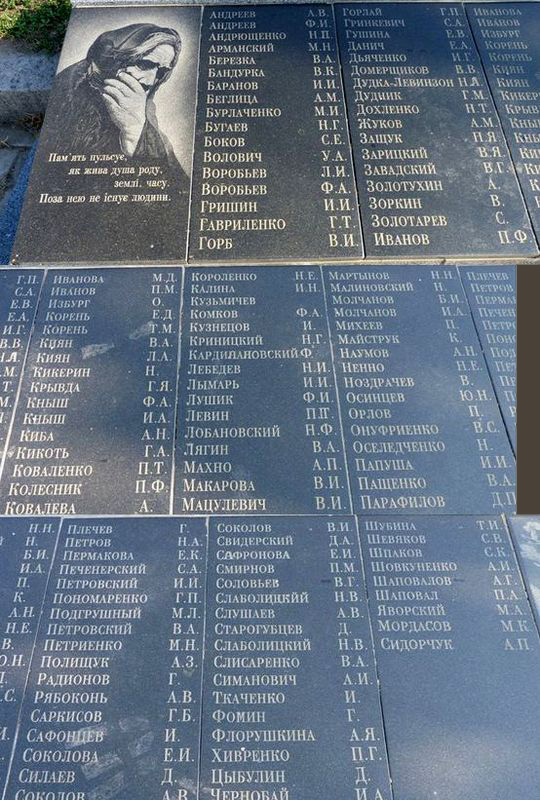 Пам'ять пульсує,
як жива душа роду,
землі, часу.
Поза нею не існує людини.
АНДРЕЕВ А.В.
АНДРЕЕВ Ф.И.
АНДРЮЩЕНКО Н.П.
АРМАНСКИЙ М.Н.
БЕРЕЗКА В.А.
БАНДУРКА В.К.
БАРАНОВ И.И.
БЕГЛИЦА А.М.
БУРЛАЧЕНКО М.И.
БУГАЕВ Н.Г.
БОКОВ С.Е.
ВОЛОВИЧ У.А.
ВОРОБЬЕВ Л.И.
ВОРОБЬЕВ Ф.А.
ГРИШИН И.И.
ГАВРИЛЕНКО Г.Т.
ГОРБ В.И.
ГОРЛАЙ Г.П.
ГРИНКЕВИЧ С.А.
ГУШИНА Е.В.
ДАНИЧ Е.А.
ДЬЯЧЕНКО И.Г.
ДОМЕРЩИКОВ В.В.
ДУДКА-ЛЕВИНЗОН Н.Я.
ДУДНИК Г.М.
ДОХЛЕНКО Н.Т.
ЖУКОВ А.М.
ЗАЩУК Н.Я.
ЗАРИЦКИЙ В.Я.
ЗАВАДСКИЙ В.Г.
ЗОЛОТУХИН А.
ЗОРКИН В.
ЗОЛОТАРЕВ С.
ИВАНОВ П.Ф.
ИВАНОВА М.Д.
ИВАНОВ П.М.
ИЗБУРГ О.
КОРЕНЬ Е.Д.
КОРЕНЬ Г.М.
КИЯН В.А.
КИЯН Л.А.
КИКЕРИН Н.
КРЫВДА Г.Я.
КНЫШ Ф.А.
КНЫШ И.А.
КИБА А.Н.
КИКОТЬ Г.А.
КОВАЛЕНКО П.Т.
КОЛЕСНИК П.Ф.
КОВАЛЕВА А.
КОРОЛЕНКО Н.Е.
КАЛИНА И.Н.
КУЗЬМИЧЕВ
КОМКОВ Ф.А.
КУЗНЕЦОВ И.
КРИНИЦКИЙ Н.Г.
КАРДИЛАНОВСКИЙ Ф.
ЛЕБЕДЕВ Н.И.
ЛЫМАРЬ И.И.
ЛУШИК Ф.И.
ЛЕВИН П.Г.
ЛОБАНОВСКИЙ Н.Ф.
ЛЯГИН В.А.
МАХНО А.П.
МАКАРОВА В.И.
МАЦУЛЕВИЧ В.И.
МАРТЫНОВ Н.Н.
МАЛИНОВСКИЙ Н.
МОЛЧАНОВ Б.И.
МОЛЧАНОВ И.А.
МИХЕЕВ П.
МАЙСТРУК К.
НАУМОВ А.Н.
НЕННО Н.Е.
НОЗДРАЧЕВ В.
ОСИНЦЕВ Ю.Н.
ОРЛОВ П.
ОНУФРИЕНКО В.С.
ОСЕЛЕДЧЕНКО Н.
ПАПУША И.И.
ПАЩЕНКО В.А.
ПАРАФИЛОВ Д.П.
ПЛЕЧЕВ Г.
ПЕТРОВ Н.А.
ПЕРМАКОВА Е.К.
ПЕЧЕНЕРСКИЙ С.А.
ПЕТРОВСКИЙ И.И.
ПОНОМАРЕНКО Г.П.
ПОДГРУШНЫЙ М.Л.
ПЕТРОВСКИЙ В.А.
ПЕТРИЕНКО М.Н.
ПОЛИЩУК А.З.
РАДИОНОВ Г.
РЯБОКОНЬ А.В.
САРКИСОВ Г.Б.
САФОНЦЕВ И.
СОКОЛОВА Е.И.
СИЛАЕВ Д.
СОКОЛОВ А.В.
СОКОЛОВ В.И.
СВИДЕРСКИЙ Д.А.
САФРОНОВА Е.И.
СМИРНОВ П.М.
СОЛОВЬЕВ В.Г.
СЛАБОЛИЦКИЙ Н.В.
СЛУШАЕВ А.В.
СТАРОГУБЦЕВ Д.
СЛАБОЛИЦКИЙ Н.В.
СЛИСАРЕНКО В.А.
СИМАНОВИЧ А.И.
ТКАЧЕНКО И.
ФОМИН Г.
ФЛОРУШКИНА А.Я.
ХИВРЕНКО П.Г.
ЦЫБУЛИН Д.
ЧЕРНОБАЙ И.А.
ШУБИНА Т.И.
ШЕВЯКОВ С.В.
ШПАКОВ С.К.
ШОВКУНЕНКО А.И.
ШАПОВАЛОВ А.Г.
ШАПОВАЛ П.А.
ЯВОРСКИЙ М.А.
МОРДАСОВ М.К.
СИДОРЧУК А.П.